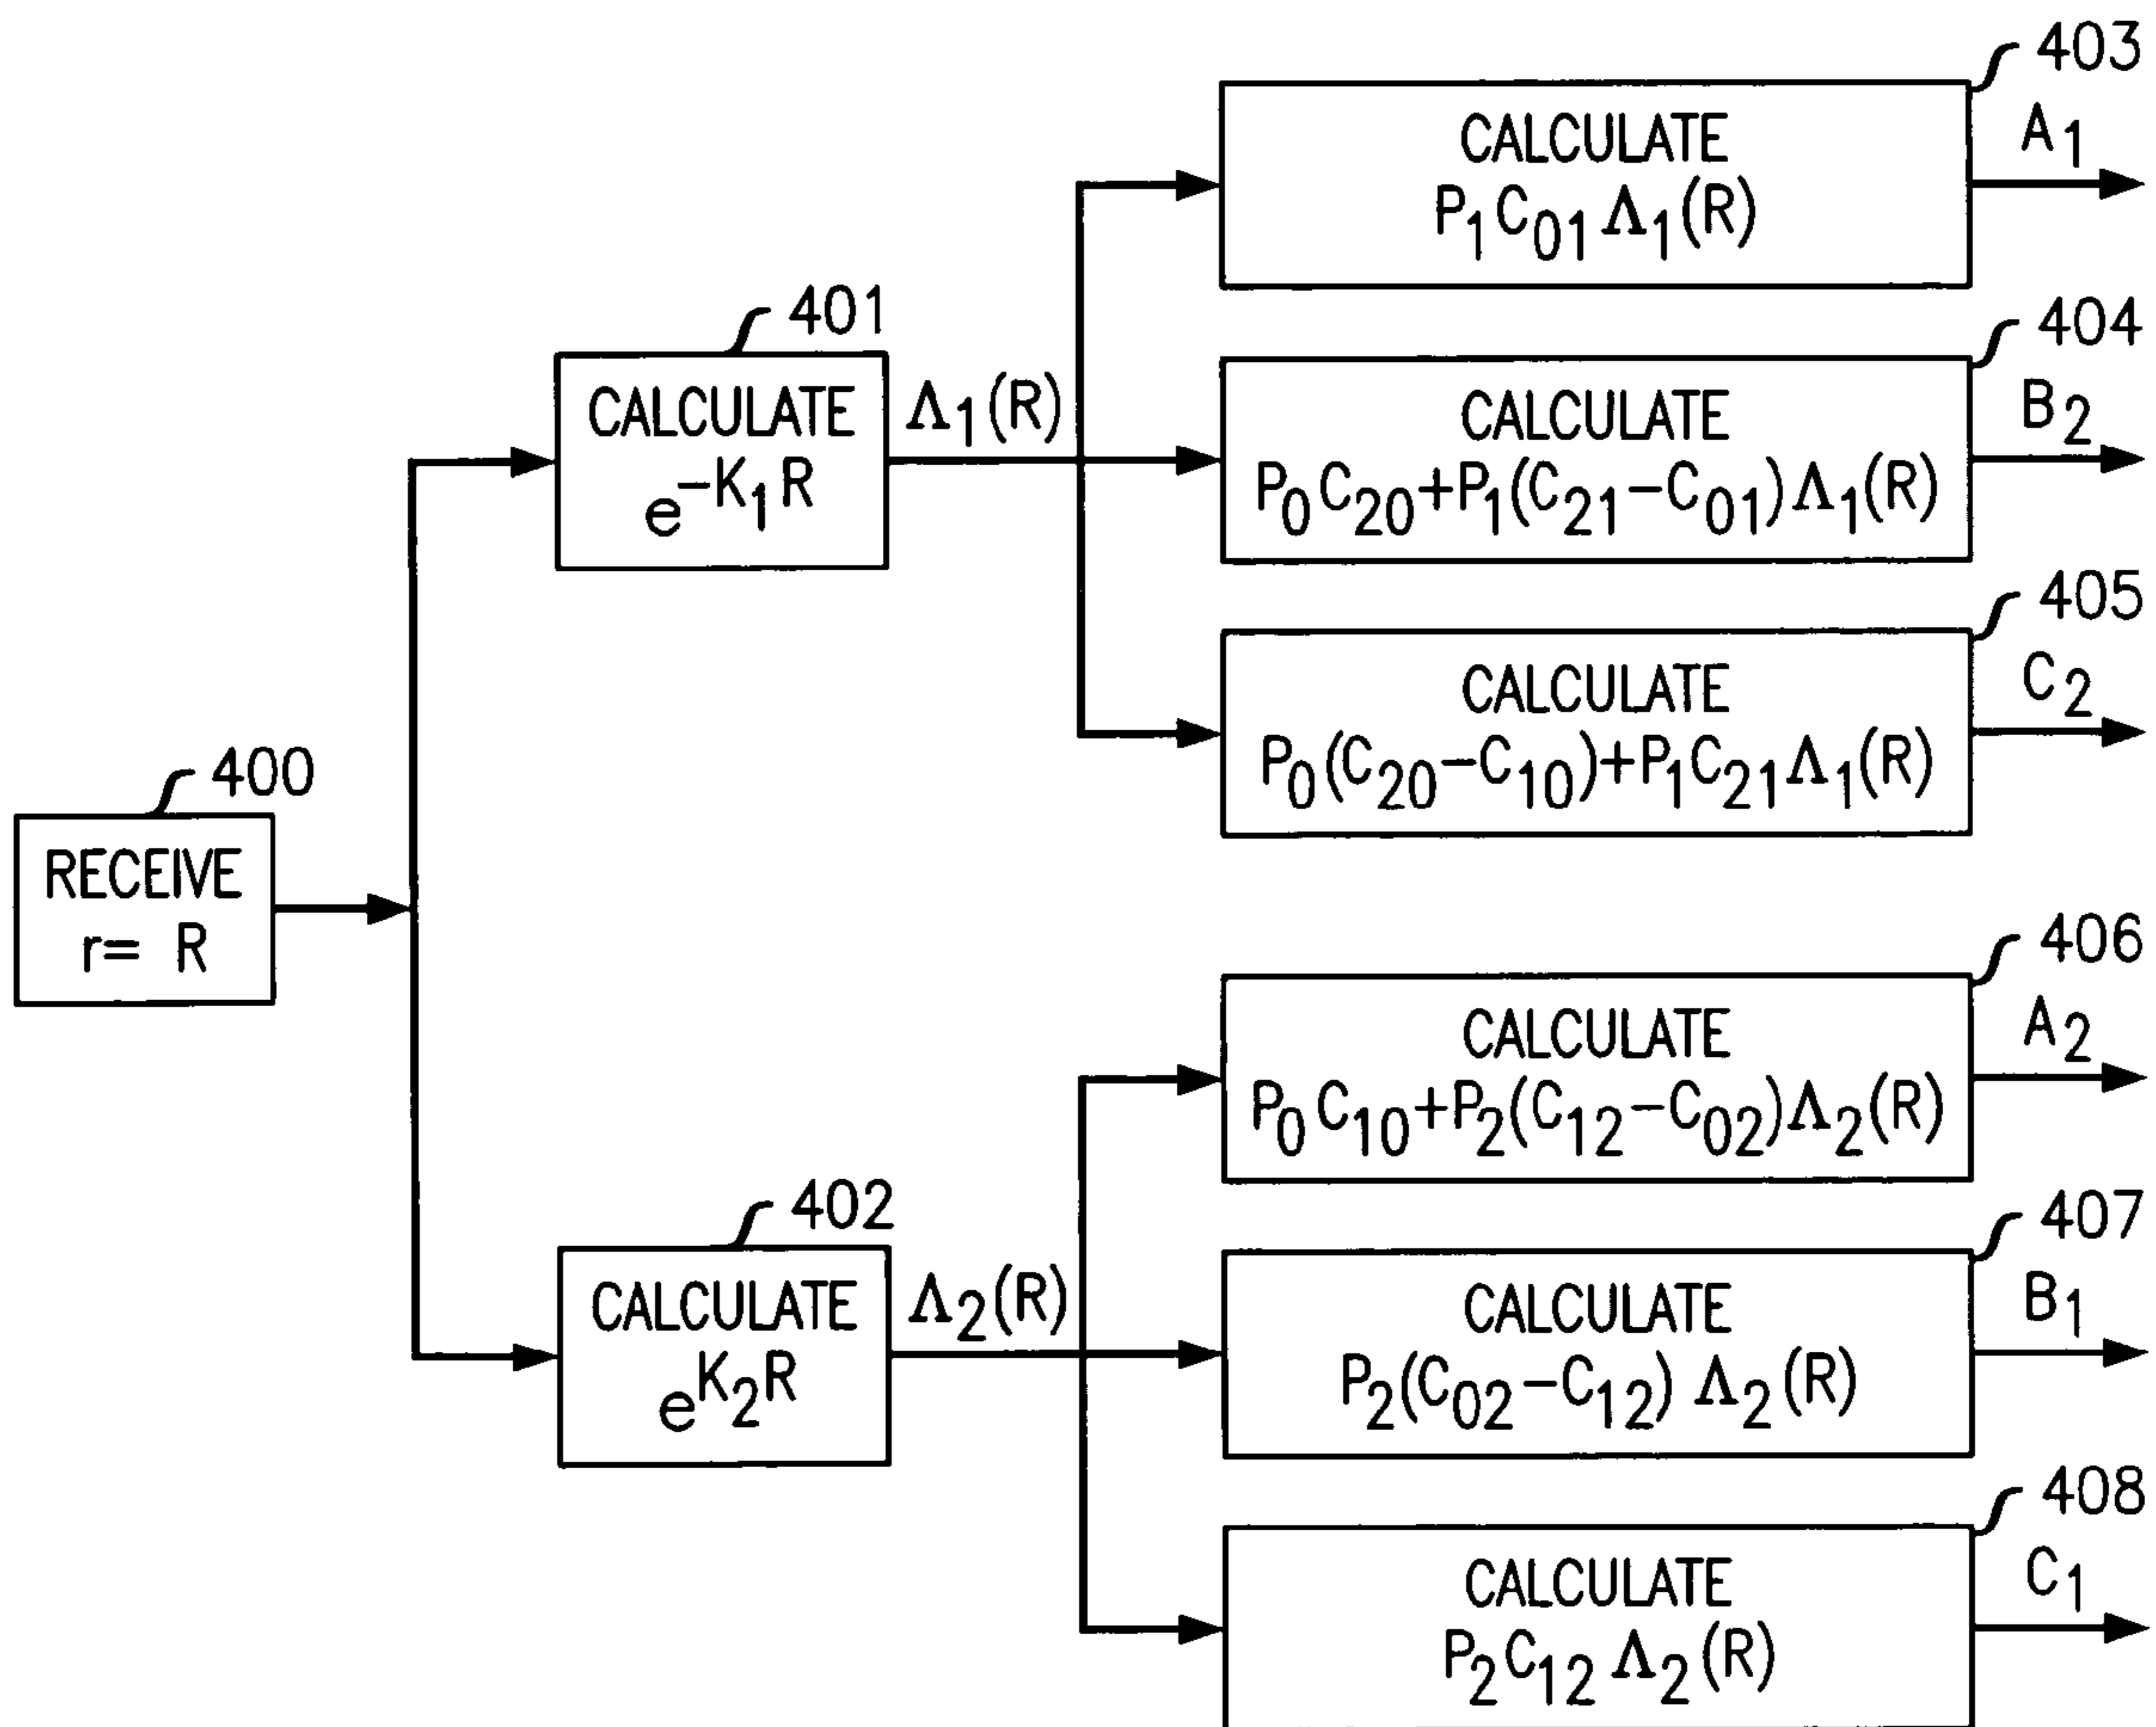 403
CALCULATE
P₁C₀₁Λ₁(R)
A₁
404
CALCULATE
P₀C₂₀+P₁(C₂₁-C₀₁)Λ₁(R)
B₂
401
CALCULATE
e^-K₁R
Λ₁(R)
405
CALCULATE
P₀(C₂₀-C₁₀)+P₁C₂₁Λ₁(R)
C₂
400
RECEIVE
r= R
406
CALCULATE
P₀C₁₀+P₂(C₁₂-C₀₂)Λ₂(R)
A₂
402
CALCULATE
e^K₂R
Λ₂(R)
407
CALCULATE
P₂(C₀₂-C₁₂) Λ₂(R)
B₁
408
CALCULATE
P₂C₁₂Λ₂(R)
C₁